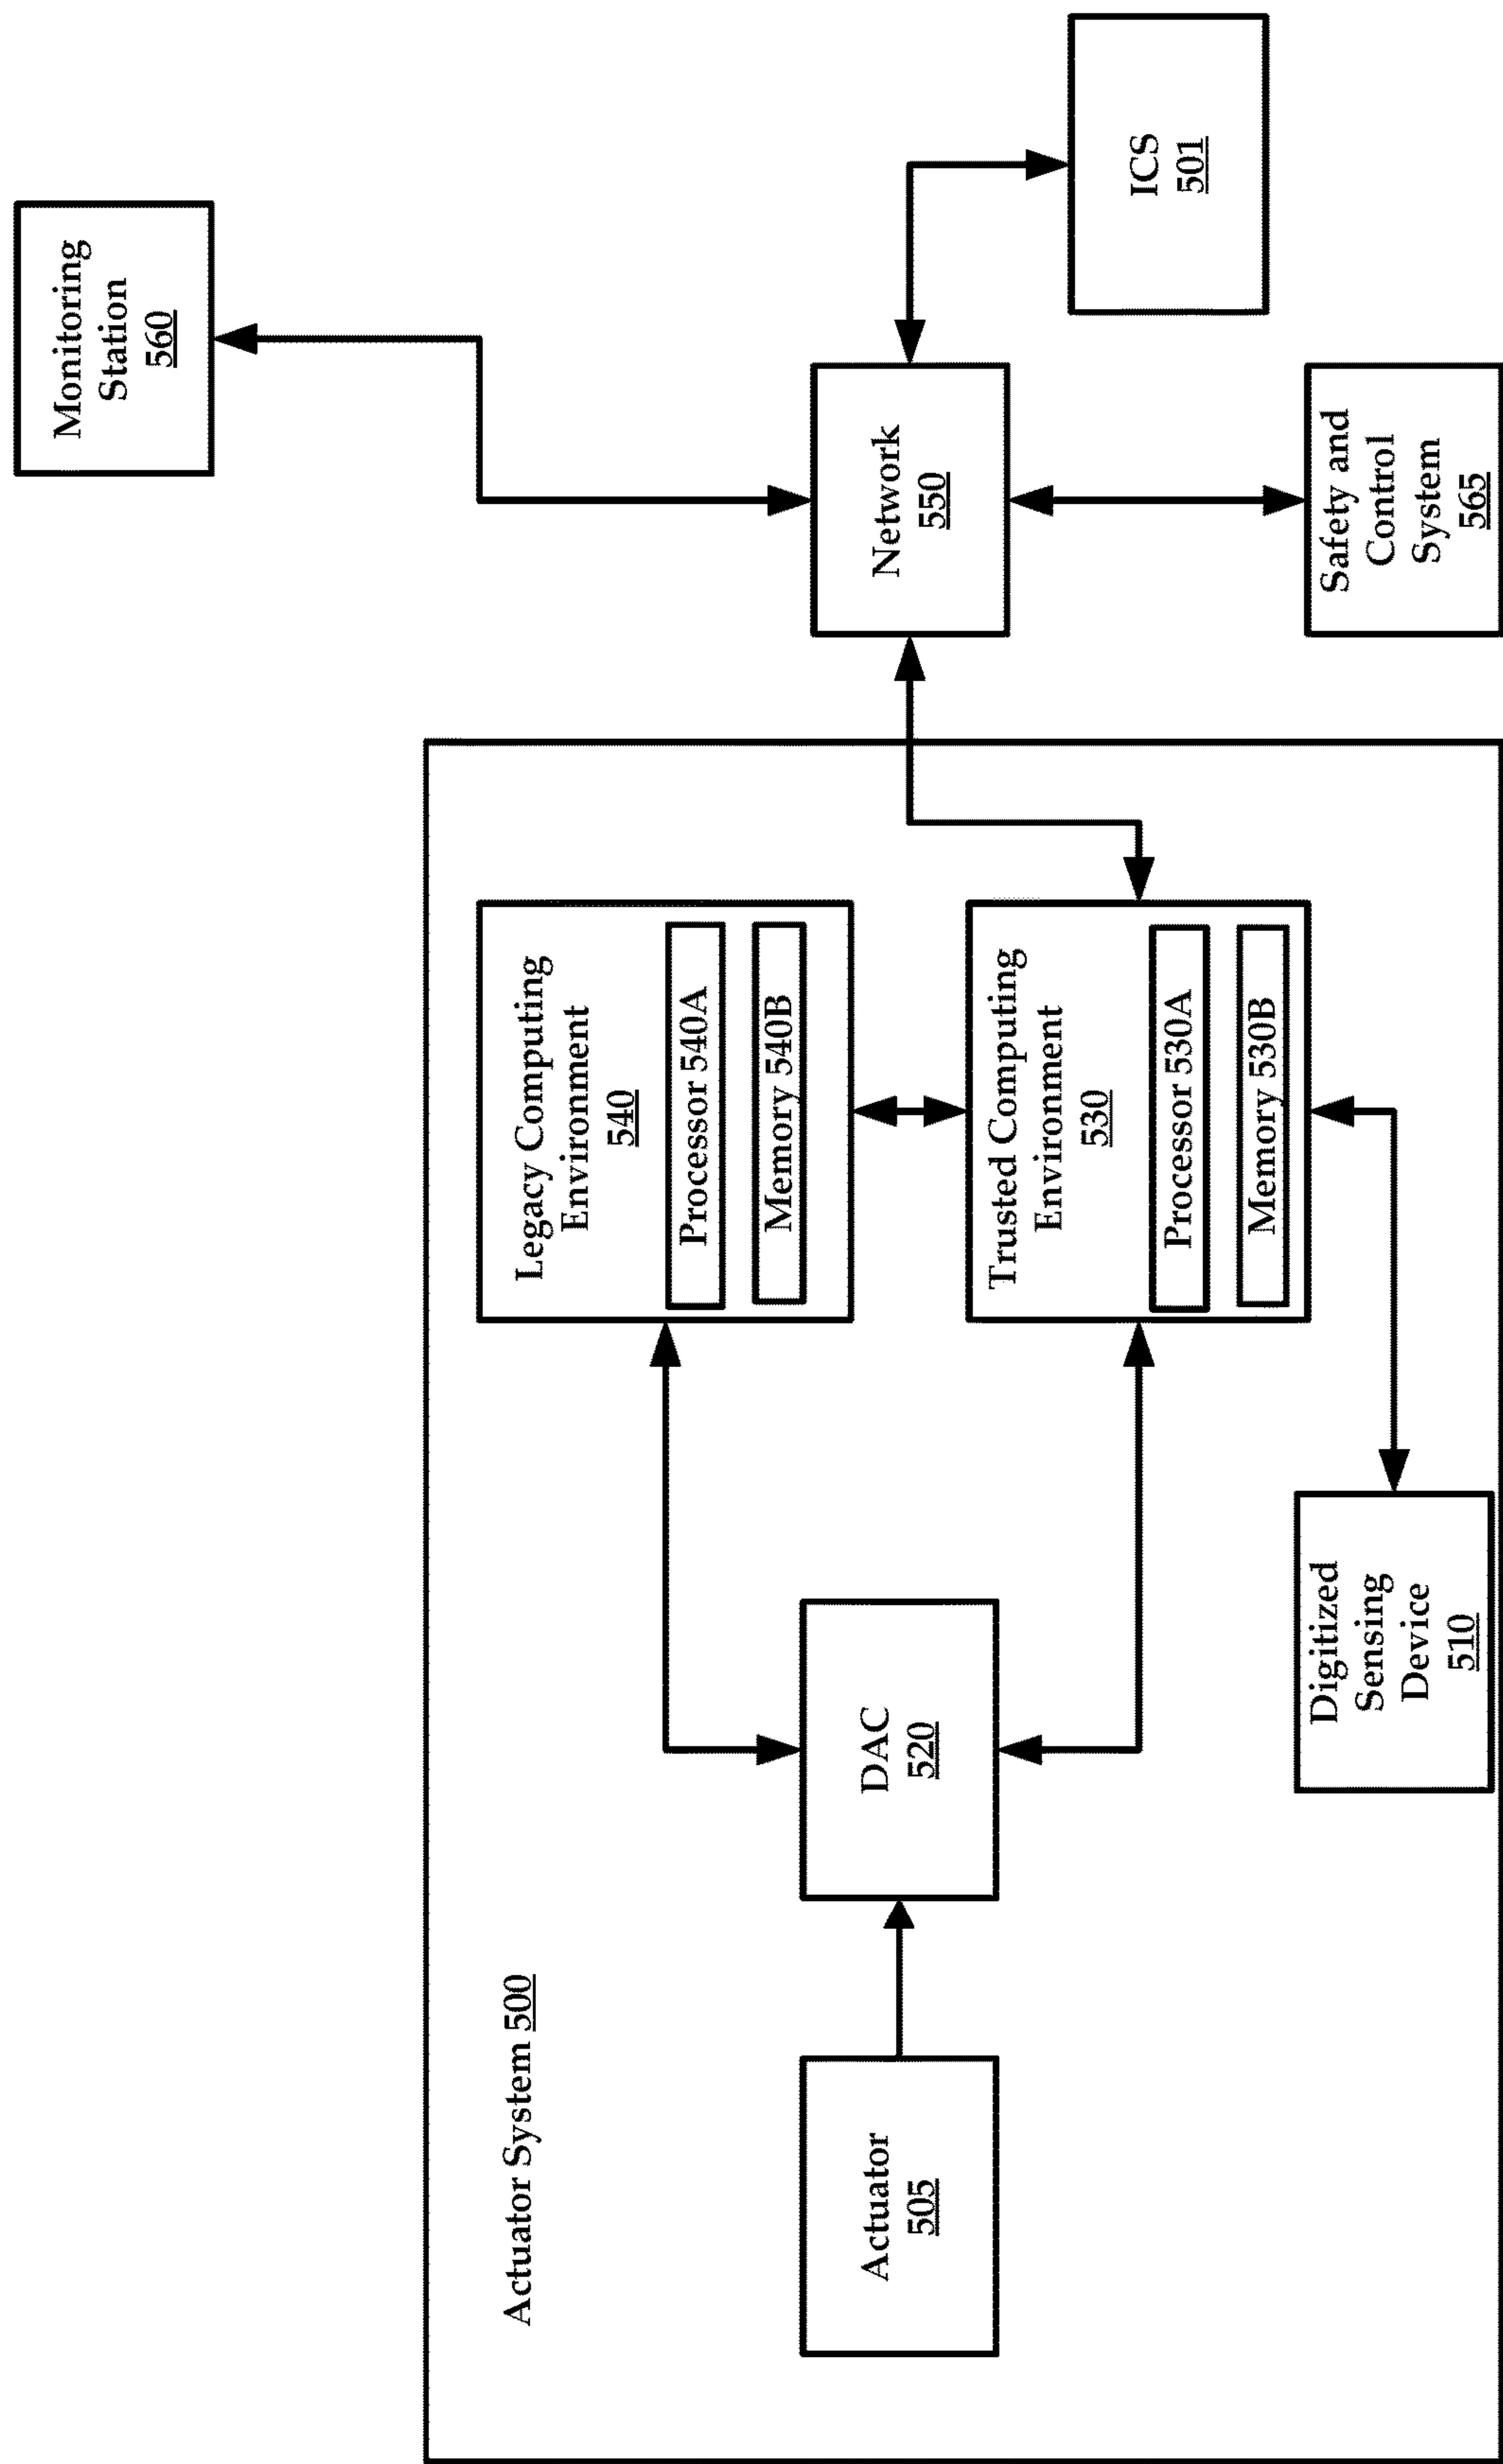 Monitoring
Station
560
Actuator System 500
Legacy Computing
Environment
540
Processor 540A
Memory 540B
Actuator
505
DAC
520
Trusted Computing
Environment
530
Processor 530A
Memory 530B
Network
550
ICS
501
Digitized
Sensing
Device
510
Safety and
Control
System
565